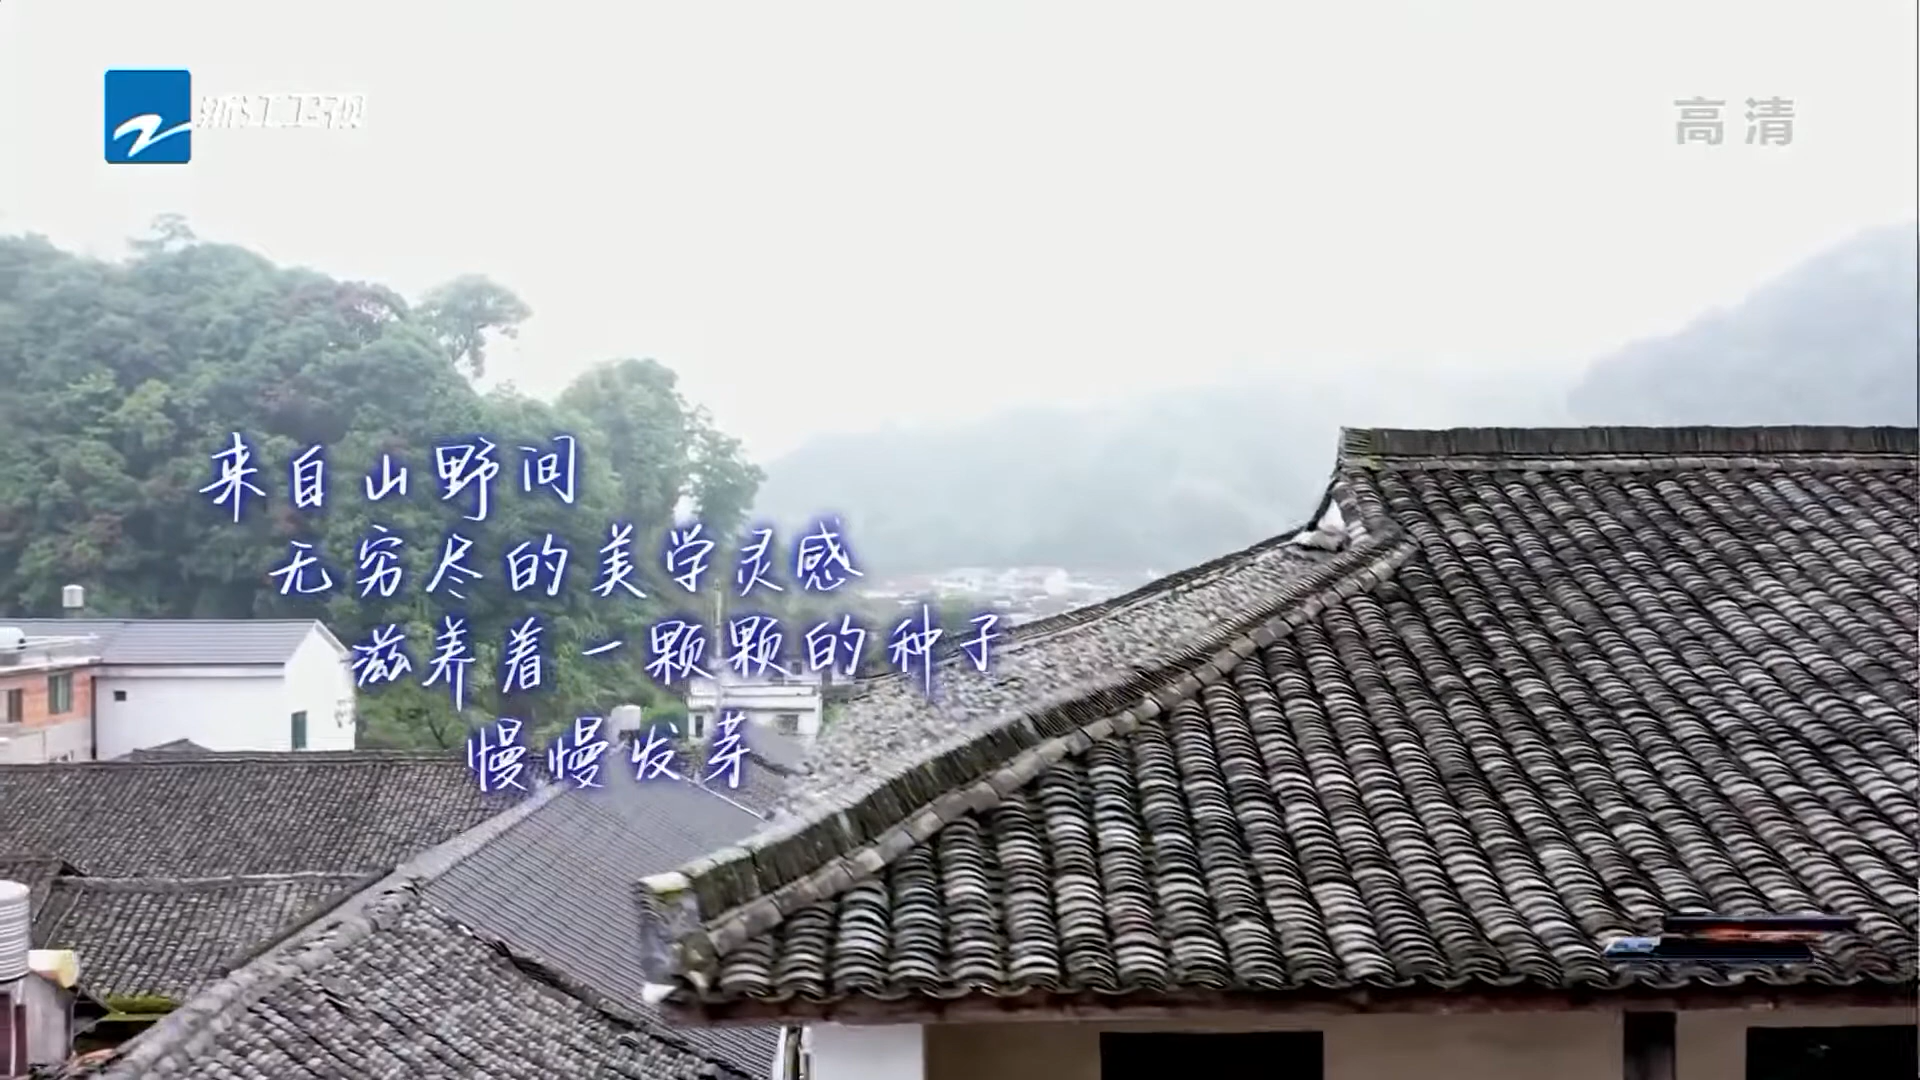 浙江卫视
高清
来自山野间
无穷尽的美学灵感
滋养着一颗颗的种子
慢慢发芽